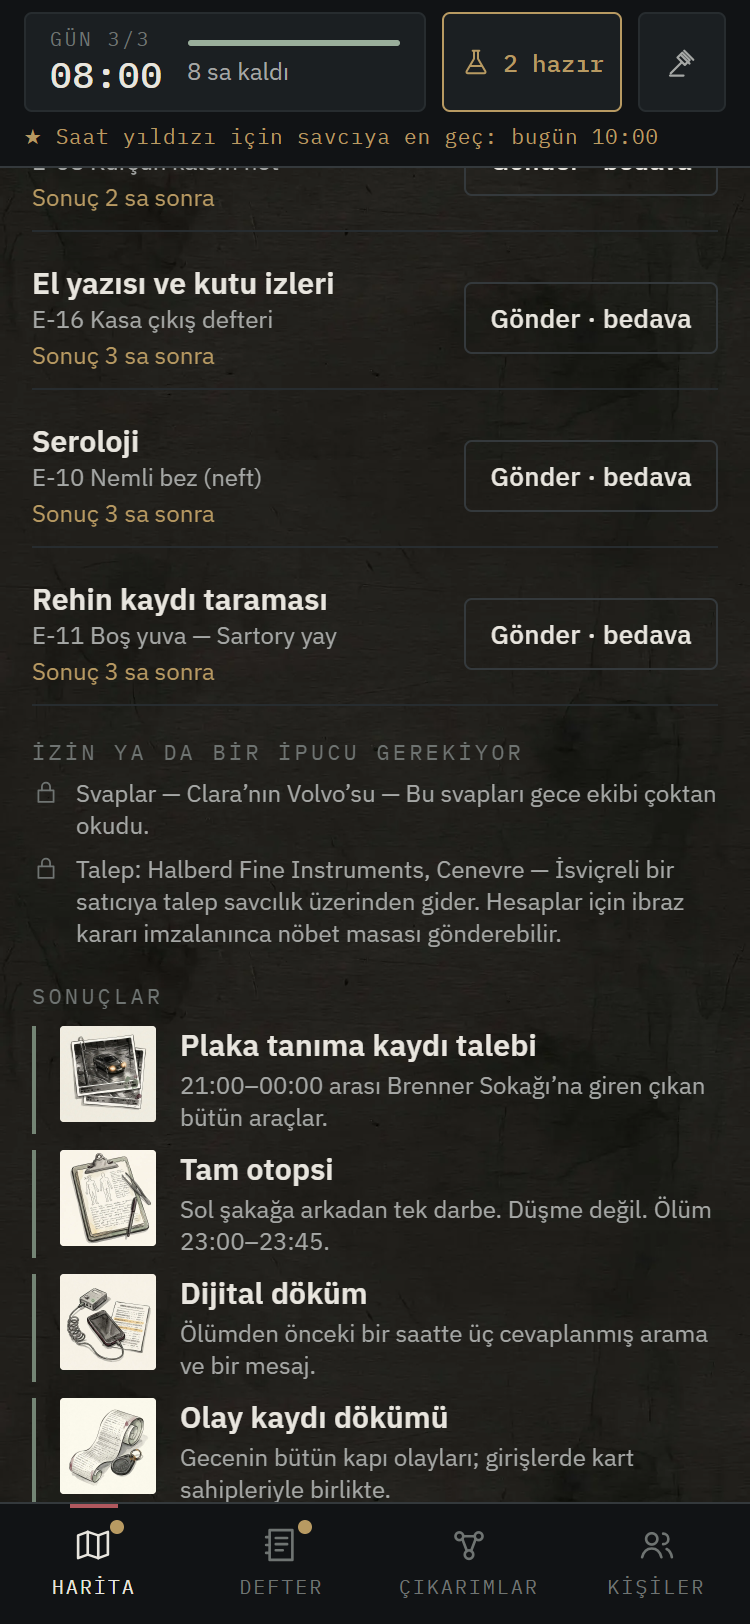 GÜN 3/3
08:00
8 sa kaldı
2 hazır
★ Saat yıldızı için savcıya en geç: bugün 10:00
Sonuç 2 sa sonra
El yazısı ve kutu izleri
E-16 Kasa çıkış defteri
Sonuç 3 sa sonra
Gönder · bedava
Seroloji
E-10 Nemli bez (neft)
Sonuç 3 sa sonra
Gönder · bedava
Rehin kaydı taraması
E-11 Boş yuva — Sartory yay
Sonuç 3 sa sonra
Gönder · bedava
İZİN YA DA BİR İPUCU GEREKİYOR
Svaplar — Clara’nın Volvo’su — Bu svapları gece ekibi çoktan
okudu.
Talep: Halberd Fine Instruments, Cenevre — İsviçreli bir
satıcıya talep savcılık üzerinden gider. Hesaplar için ibraz
kararı imzalanınca nöbet masası gönderebilir.
SONUÇLAR
Plaka tanıma kaydı talebi
21:00–00:00 arası Brenner Sokağı’na giren çıkan
bütün araçlar.
Tam otopsi
Sol şakağa arkadan tek darbe. Düşme değil. Ölüm
23:00–23:45.
Dijital döküm
Ölümden önceki bir saatte üç cevaplanmış arama
ve bir mesaj.
Olay kaydı dökümü
Gecenin bütün kapı olayları; girişlerde kart
sahipleriyle birlikte.
HARİTA
DEFTER
ÇIKARIMLAR
KİŞİLER